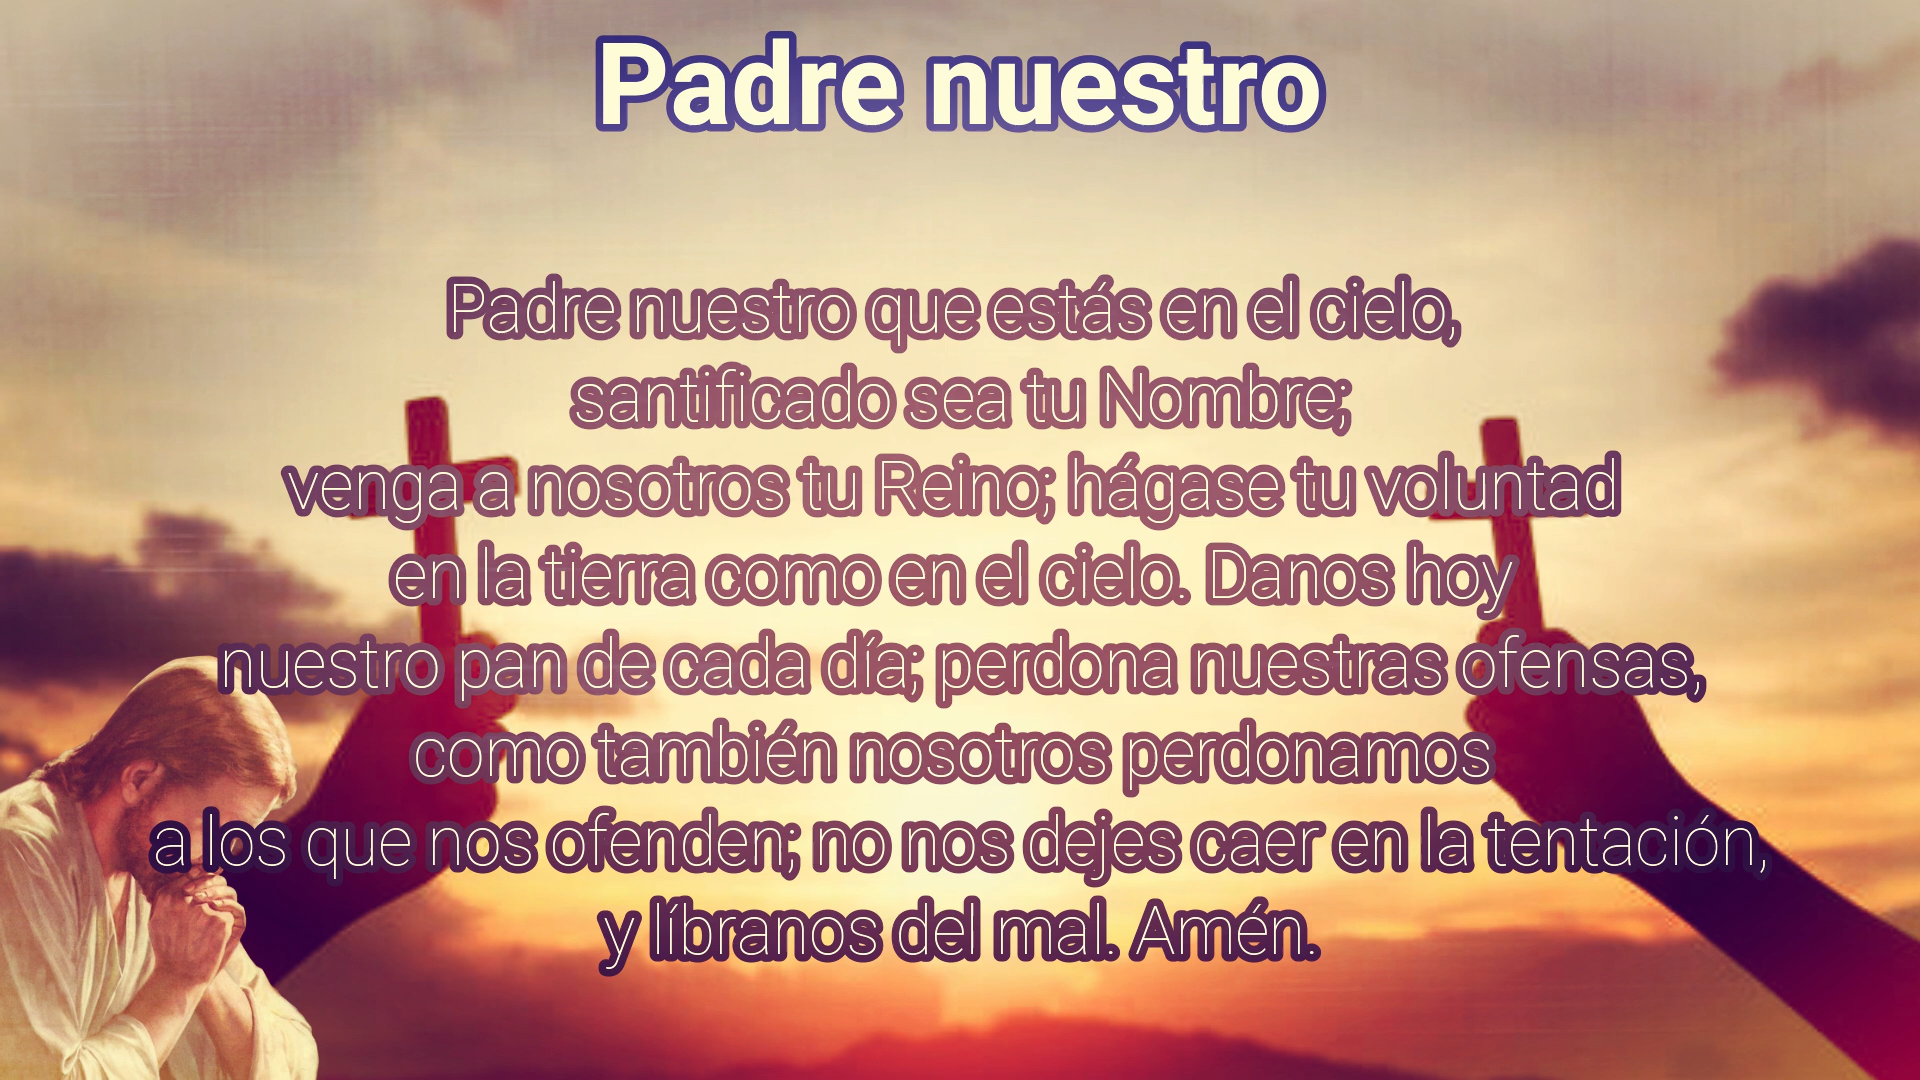 Padre nuestro
Padre nuestro que estás en el cielo,
santificado sea tu Nombre;
venga a nosotros tu Reino; hágase tu voluntad
en la tierra como en el cielo. Danos hoy
nuestro pan de cada día; perdona nuestras ofensas,
como también nosotros perdonamos
a los que nos ofenden; no nos dejes caer en la tentación,
y líbranos del mal. Amén.